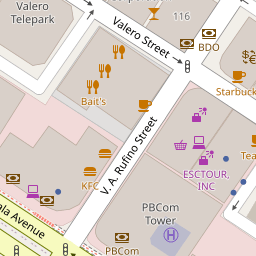 Valero
Telepark
116
Valero Street
BDO
Bait's
Starbuck
V. A. Rufino Street
Tea
ESCTOUR,
INC
KFC
PBCom
Tower
ala Avenue
PBCom